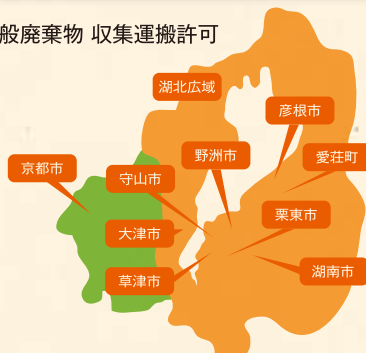 般廃棄物 収集運搬許可
湖北広域
彦根市
野洲市
愛荘町
京都市
守山市
栗東市
大津市
湖南市
草津市